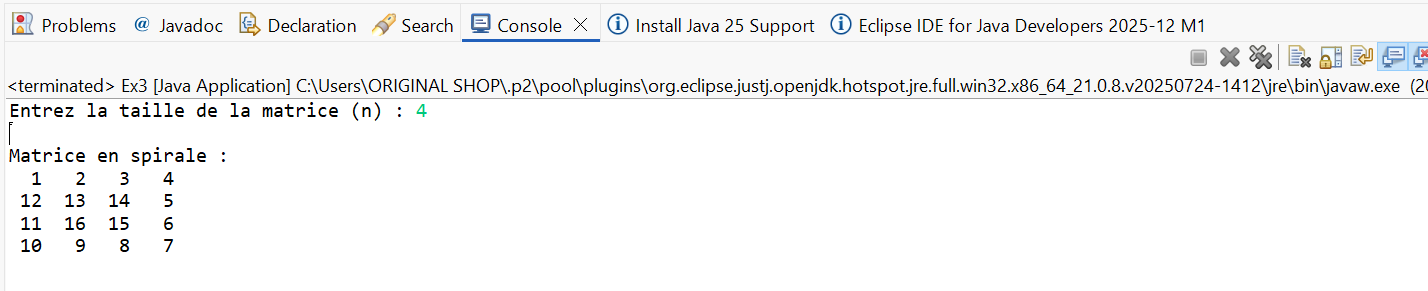 Problems @ Javadoc Declaration Search Console Install Java 25 Support Eclipse IDE for Java Developers 2025-12 M1
<terminated> Ex3 [Java Application] C:\Users\ORIGINAL SHOP\.p2\pool\plugins\org.eclipse.justj.openjdk.hotspot.jre.full.win32.x86_64_21.0.8.v20250724-1412\jre\bin\javaw.exe (20
Entrez la taille de la matrice (n) : 4
Matrice en spirale :
1 2 3 4
12 13 14 5
11 16 15 6
10 9 8 7